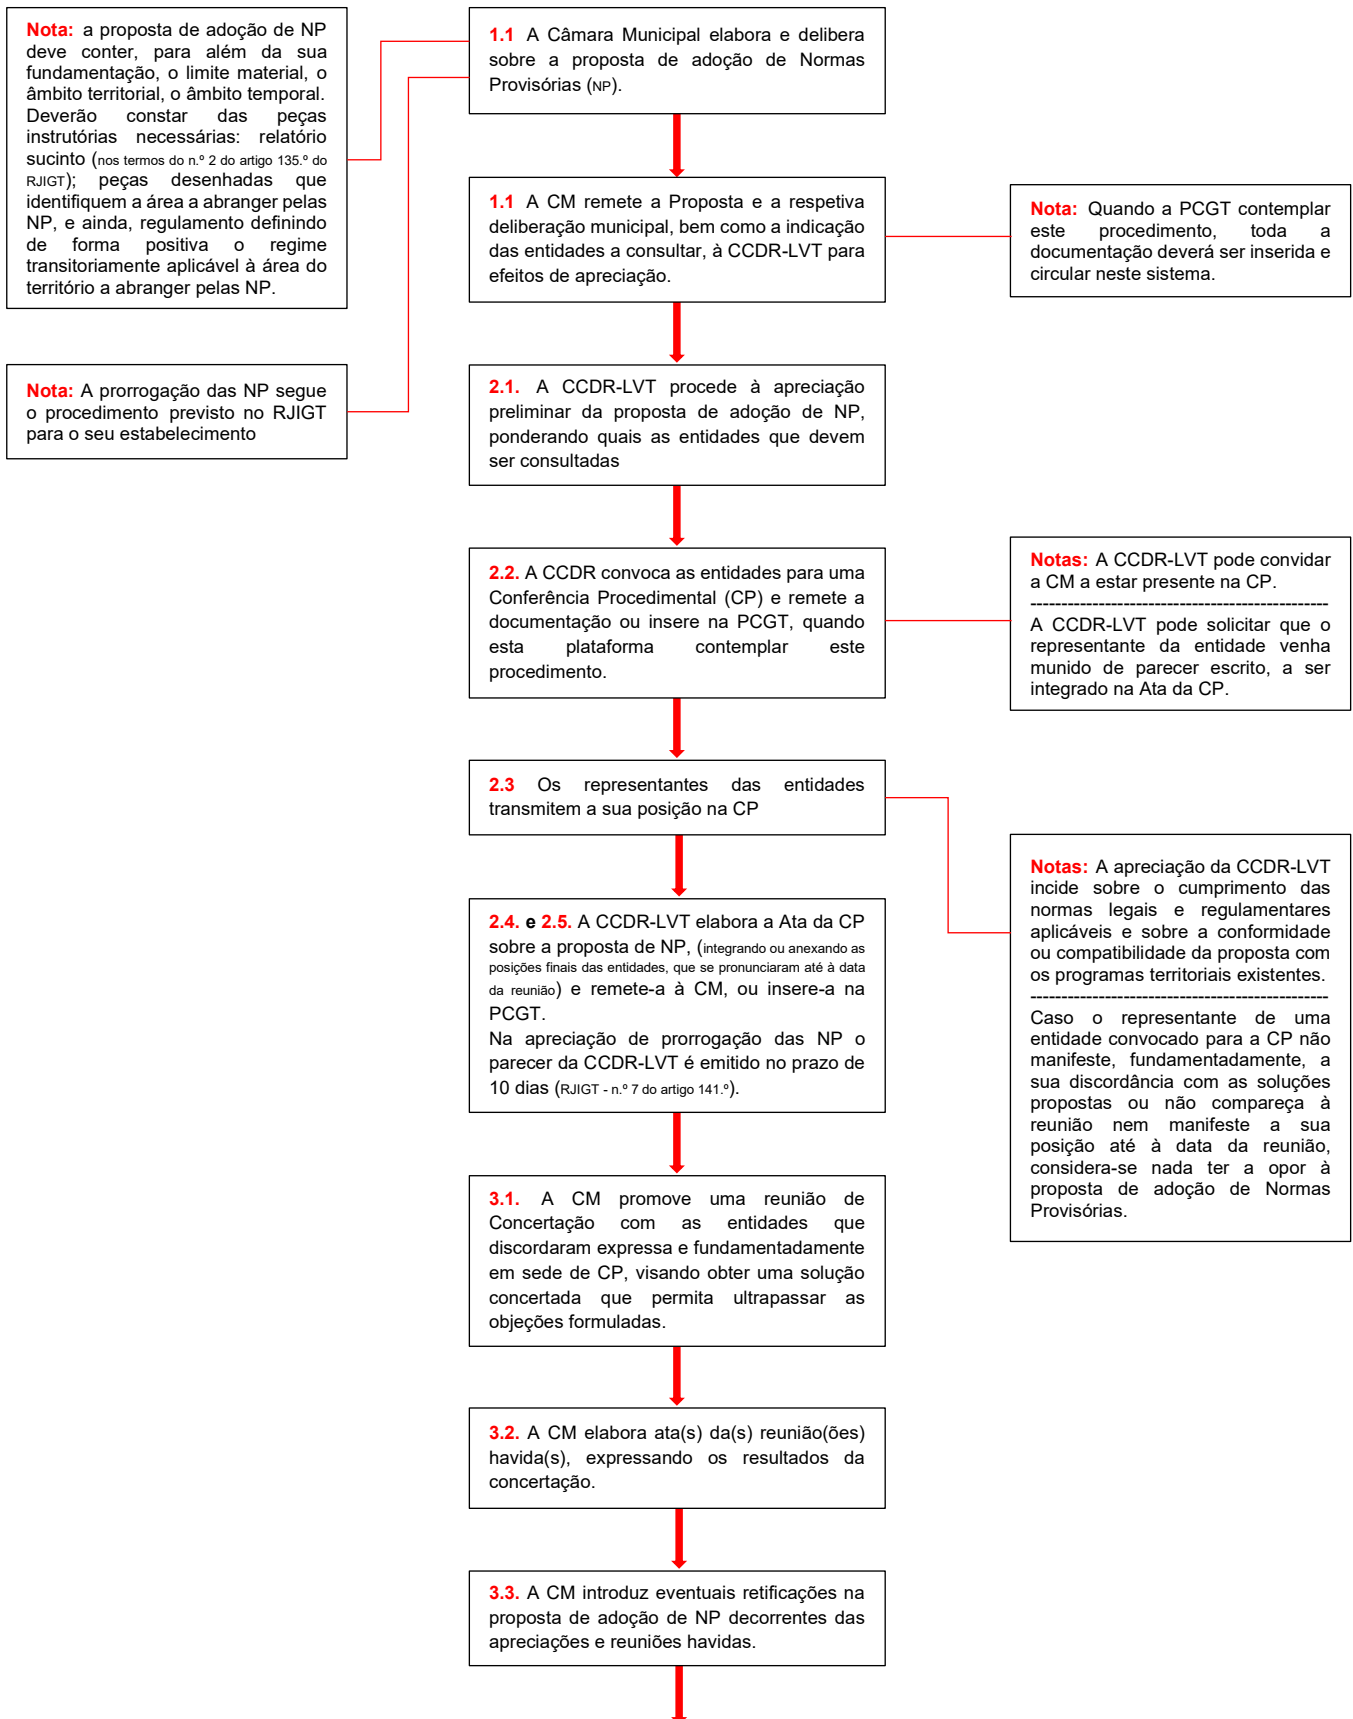 Nota: a proposta de adoção de NP
deve conter, para além da sua
fundamentação, o limite material, o
âmbito territorial, o âmbito temporal.
Deverão constar das peças
instrutórias necessárias: relatório
sucinto (nos termos do n.º 2 do artigo 135.º do
RJIGT); peças desenhadas que
identifiquem a área a abranger pelas
NP, e ainda, regulamento definindo
de forma positiva o regime
transitoriamente aplicável à área do
território a abranger pelas NP.
Nota: A prorrogação das NP segue
o procedimento previsto no RJIGT
para o seu estabelecimento
1.1 A Câmara Municipal elabora e delibera
sobre a proposta de adoção de Normas
Provisórias (NP).
1.1 A CM remete a Proposta e a respetiva
deliberação municipal, bem como a indicação
das entidades a consultar, à CCDR-LVT para
efeitos de apreciação.
Nota: Quando a PCGT contemplar
este procedimento, toda a
documentação deverá ser inserida e
circular neste sistema.
2.1. A CCDR-LVT procede à apreciação
preliminar da proposta de adoção de NP,
ponderando quais as entidades que devem
ser consultadas
2.2. A CCDR convoca as entidades para uma
Conferência Procedimental (CP) e remete a
documentação ou insere na PCGT, quando
esta plataforma contemplar este
procedimento.
Notas: A CCDR-LVT pode convidar
a CM a estar presente na CP.
------------------------------------------------
A CCDR-LVT pode solicitar que o
representante da entidade venha
munido de parecer escrito, a ser
integrado na Ata da CP.
2.3 Os representantes das entidades
transmitem a sua posição na CP
Notas: A apreciação da CCDR-LVT
incide sobre o cumprimento das
normas legais e regulamentares
aplicáveis e sobre a conformidade
ou compatibilidade da proposta com
os programas territoriais existentes.
------------------------------------------------
Caso o representante de uma
entidade convocado para a CP não
manifeste, fundamentadamente, a
sua discordância com as soluções
propostas ou não compareça à
reunião nem manifeste a sua
posição até à data da reunião,
considera-se nada ter a opor à
proposta de adoção de Normas
Provisórias.
2.4. e 2.5. A CCDR-LVT elabora a Ata da CP
sobre a proposta de NP, (integrando ou anexando as
posições finais das entidades, que se pronunciaram até à data
da reunião) e remete-a à CM, ou insere-a na
PCGT.
Na apreciação de prorrogação das NP o
parecer da CCDR-LVT é emitido no prazo de
10 dias (RJIGT - n.º 7 do artigo 141.º).
3.1. A CM promove uma reunião de
Concertação com as entidades que
discordaram expressa e fundamentadamente
em sede de CP, visando obter uma solução
concertada que permita ultrapassar as
objeções formuladas.
3.2. A CM elabora ata(s) da(s) reunião(ões)
havida(s), expressando os resultados da
concertação.
3.3. A CM introduz eventuais retificações na
proposta de adoção de NP decorrentes das
apreciações e reuniões havidas.